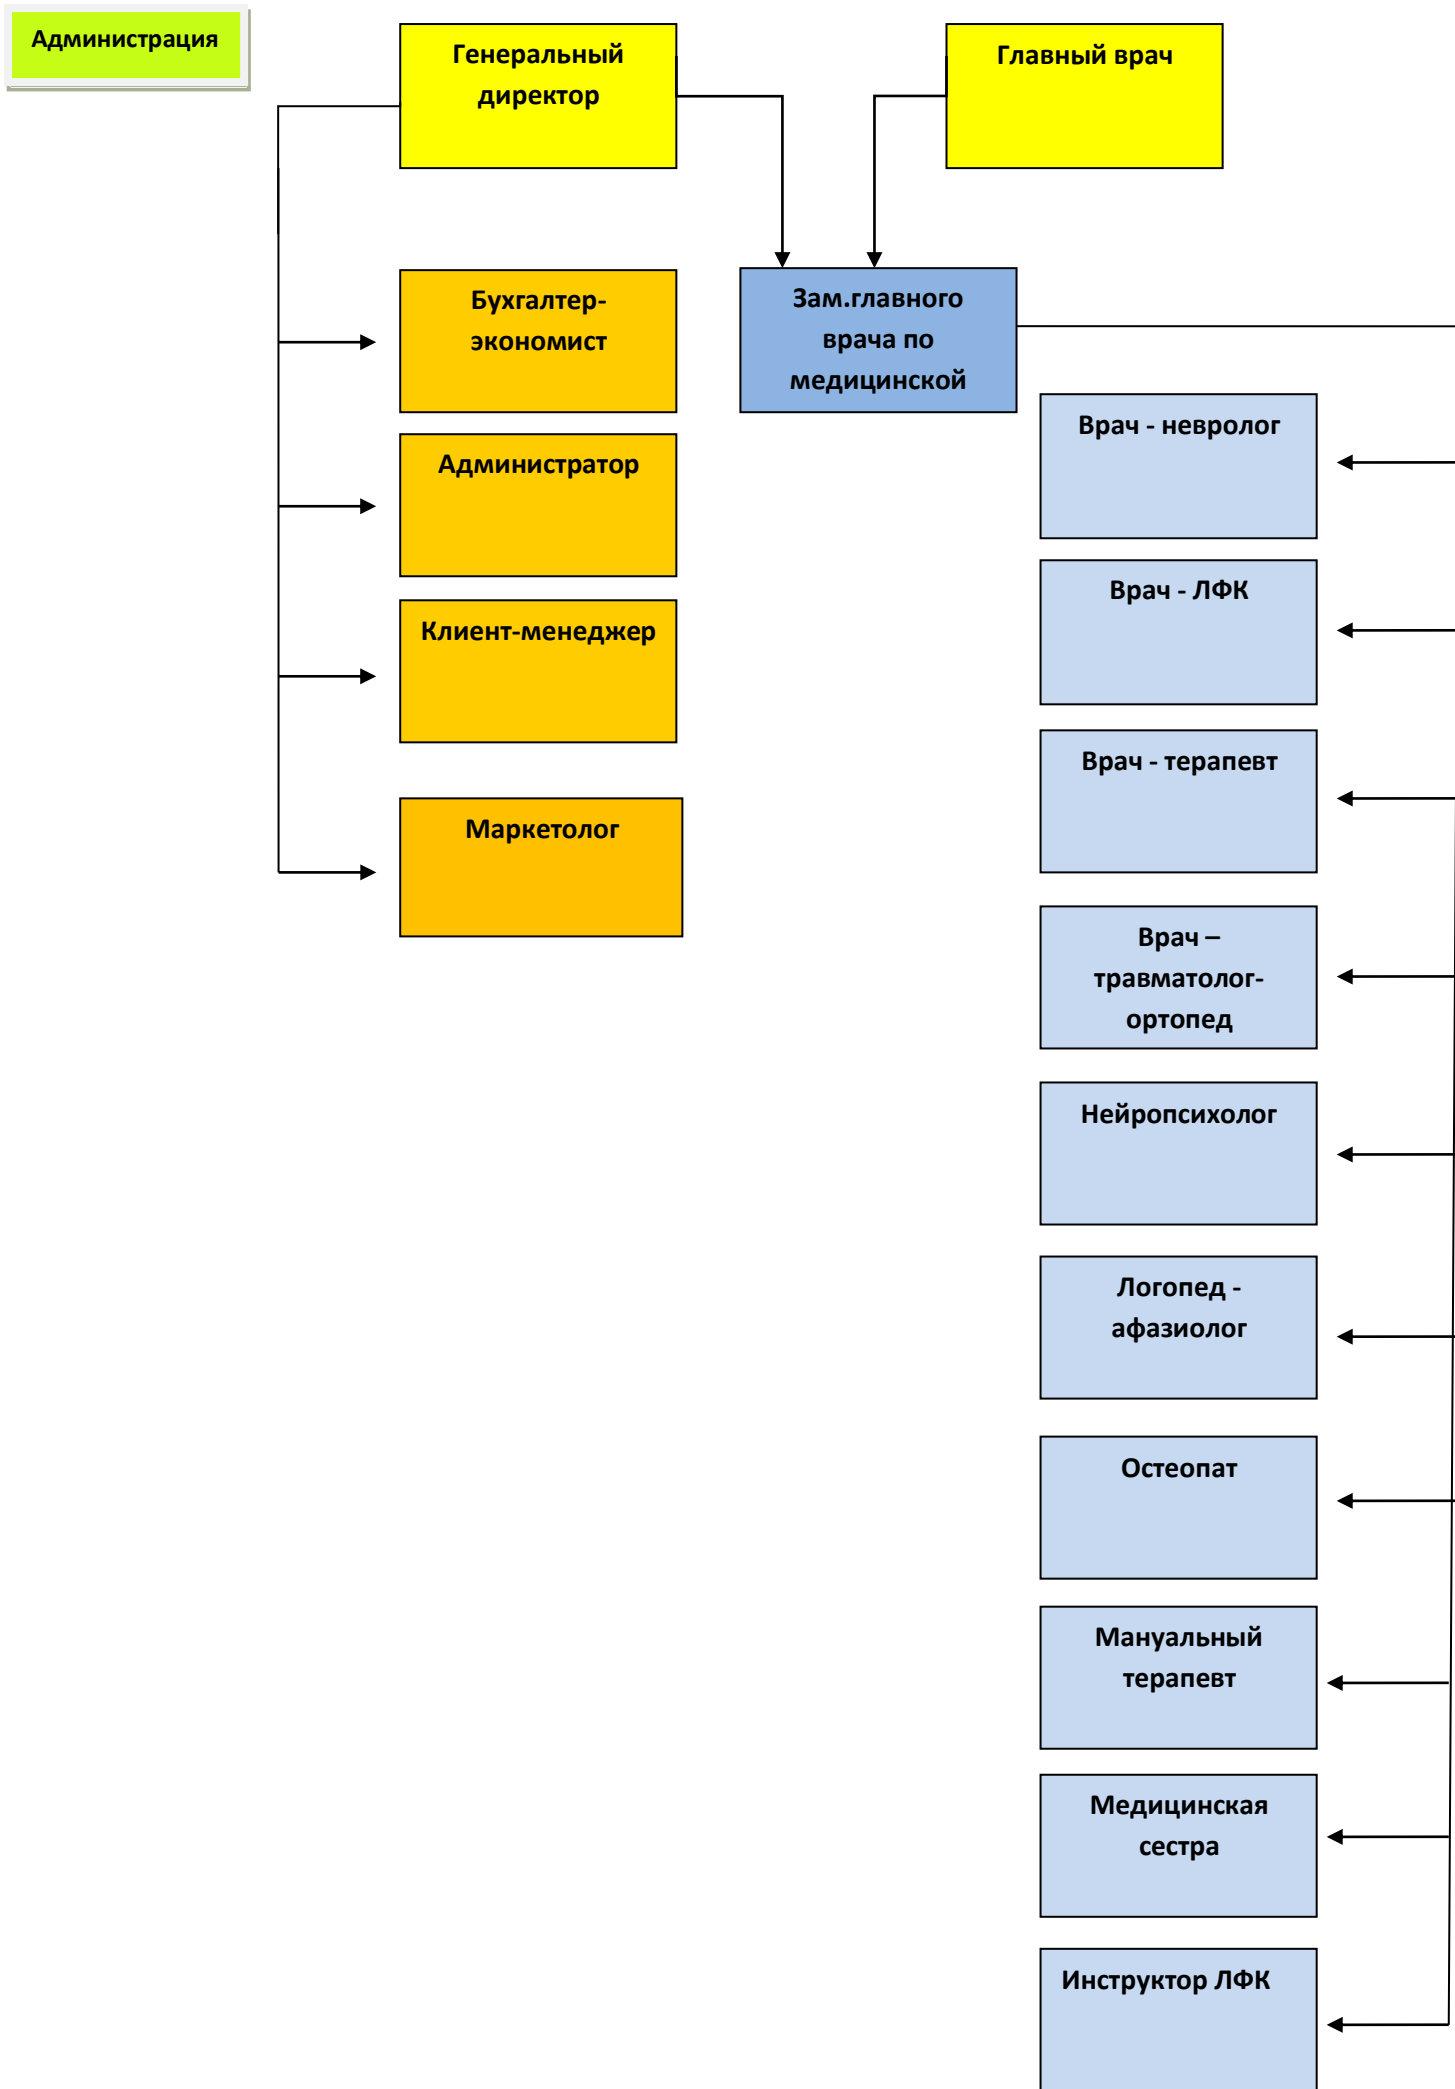 Администрация
Генеральный
директор
Главный врач
Бухгалтер-
экономист
Зам.главного
врача по
медицинской
Врач - невролог
Администратор
Врач - ЛФК
Клиент-менеджер
Врач - терапевт
Маркетолог
Врач –
травматолог-
ортопед
Нейропсихолог
Логопед -
афазиолог
Остеопат
Мануальный
терапевт
Медицинская
сестра
Инструктор ЛФК